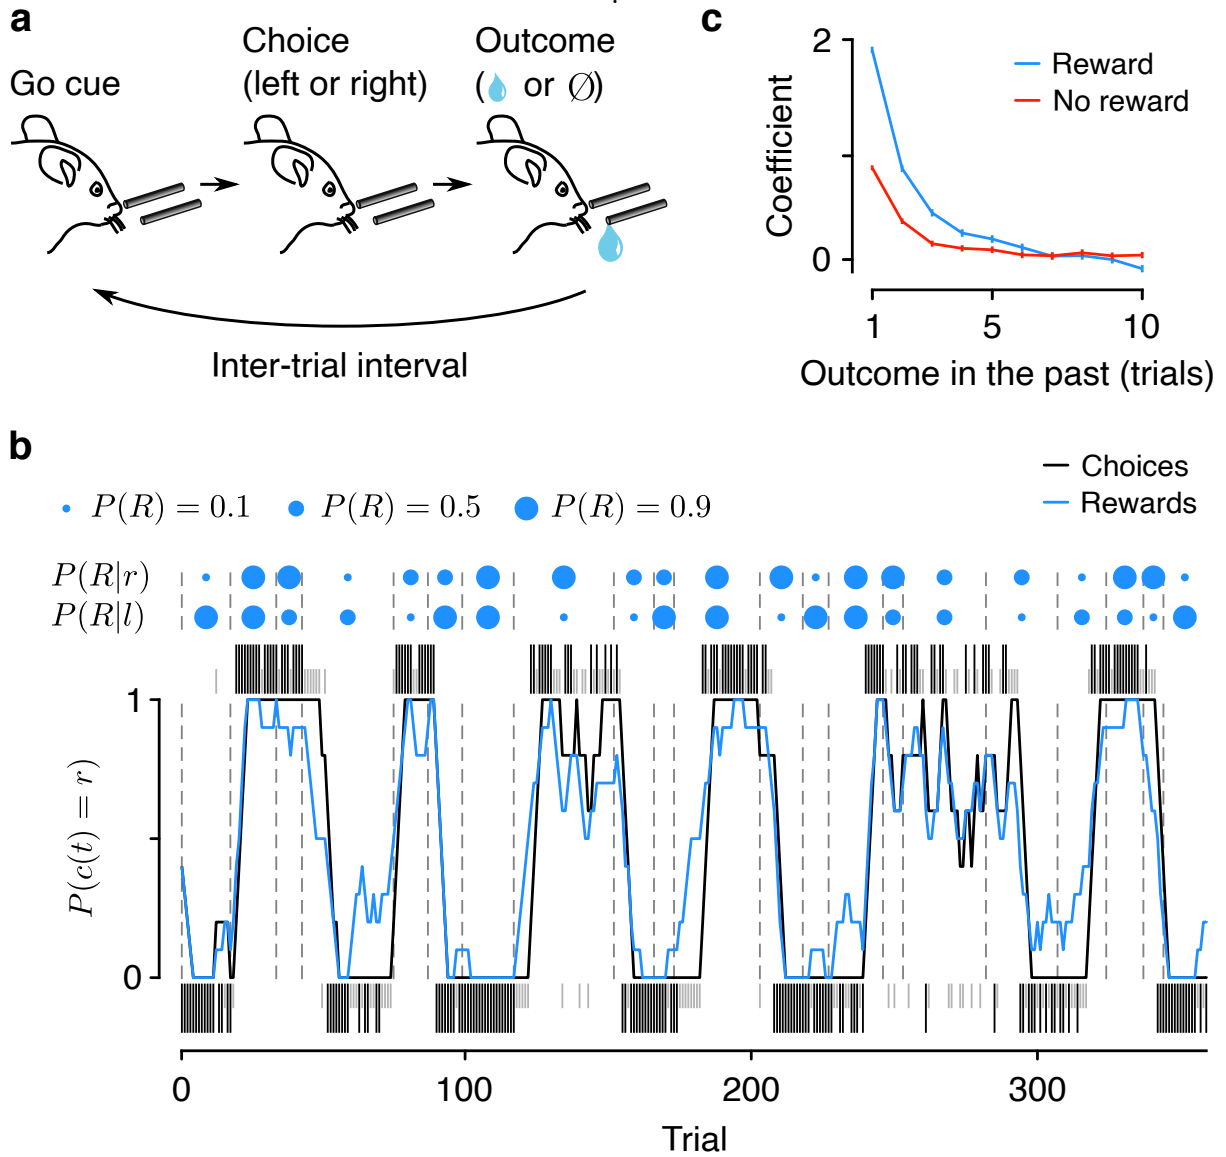 a
Go cue
Choice
(left or right)
Outcome
( or ∅)
Inter-trial interval
c
2
0
Coefficient
Reward
No reward
1 5 10
Outcome in the past (trials)
b
Choices
Rewards
P(R) = 0.1 P(R) = 0.5 P(R) = 0.9
P(R|r)
P(R|l)
1
0
P(c(t) = r)
0 100 200 300
Trial